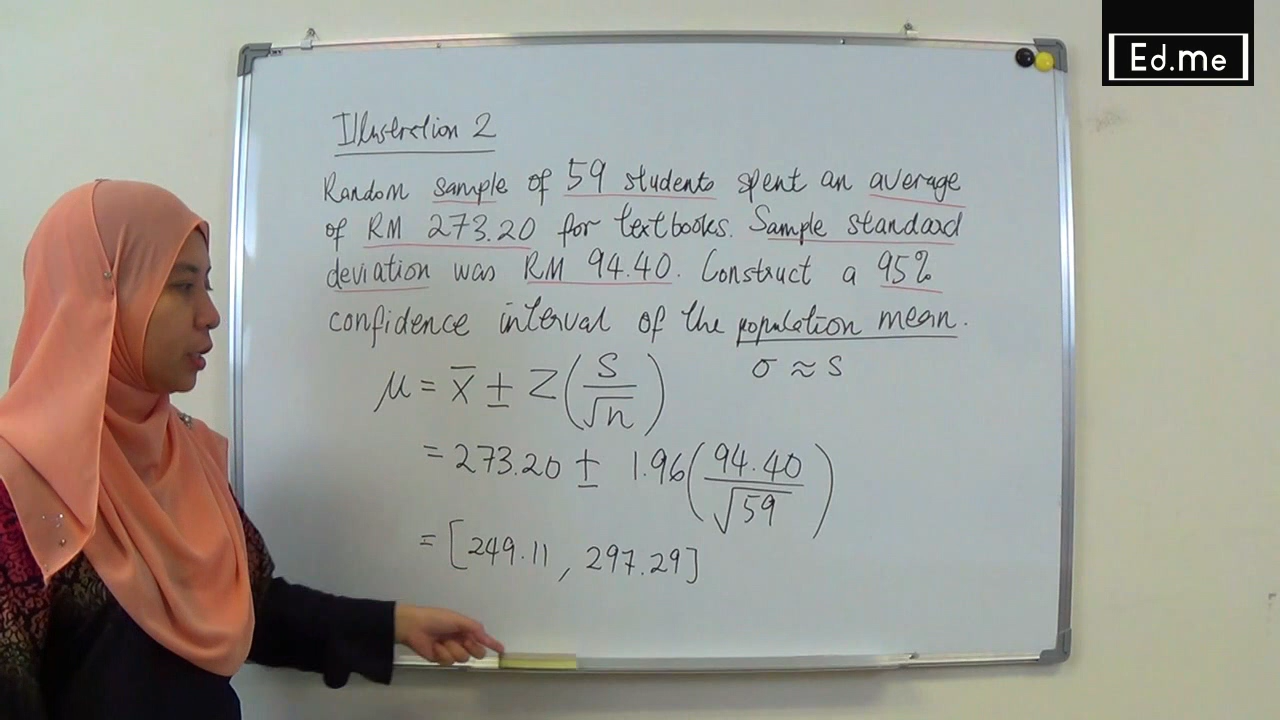 Ed.me
Illustration 2
Random sample of 59 students spent an average
of RM 273.20 for textbooks. Sample standard
deviation was RM 94.40. Construct a 95%
confidence interval of the population mean.
σ ≈ s
μ = x̄ ± Z(S/√n)
= 273.20 ± 1.96(94.40/√59)
= [249.11, 297.29]